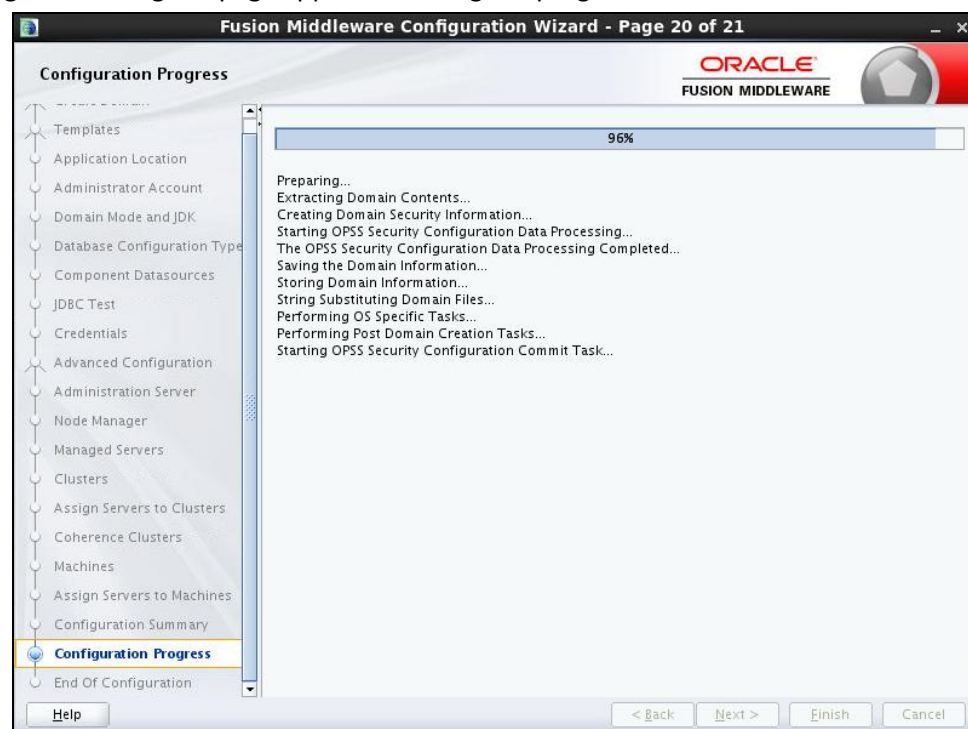 Fusion Middleware Configuration Wizard - Page 20 of 21
Configuration Progress
ORACLE
FUSION MIDDLEWARE
Templates
Application Location
Administrator Account
Domain Mode and JDK
Database Configuration Type
Component Datasources
JDBC Test
Credentials
Advanced Configuration
Administration Server
Node Manager
Managed Servers
Clusters
Assign Servers to Clusters
Coherence Clusters
Machines
Assign Servers to Machines
Configuration Summary
Configuration Progress
End Of Configuration
96%
Preparing...
Extracting Domain Contents...
Creating Domain Security Information...
Starting OPSS Security Configuration Data Processing...
The OPSS Security Configuration Data Processing Completed...
Saving the Domain Information...
Storing Domain Information...
String Substituting Domain Files...
Performing OS Specific Tasks...
Performing Post Domain Creation Tasks...
Starting OPSS Security Configuration Commit Task...
Help
< Back
Next >
Finish
Cancel